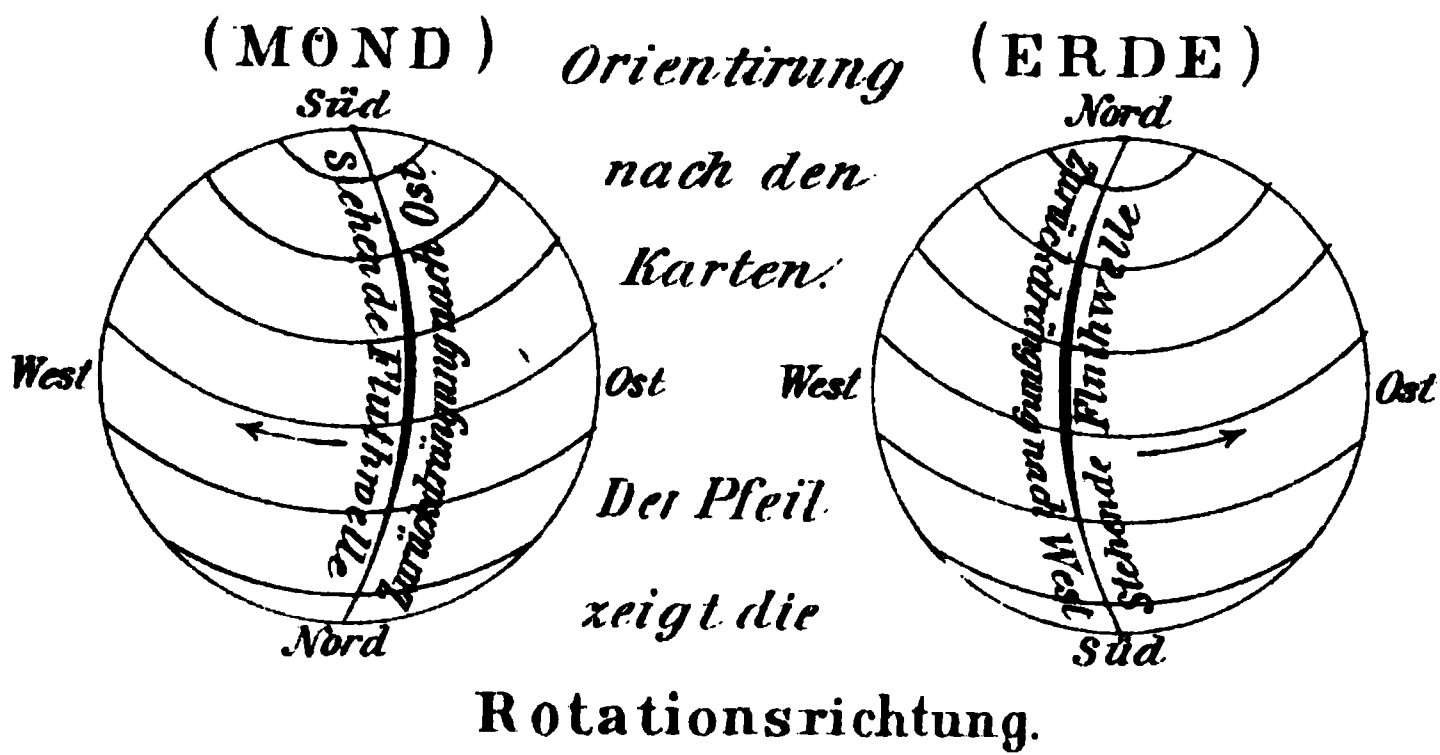 (MOND)
Süd
West
Ost
Nord
Stehende Fluthwelle
Zurückdrängung nach Ost
Orientirung
nach den
Karten.
Der Pfeil
zeigt die
Rotationsrichtung.
(ERDE)
Nord
West
Ost
Süd
Zurückdrängung nach West
Stehende Fluthwelle